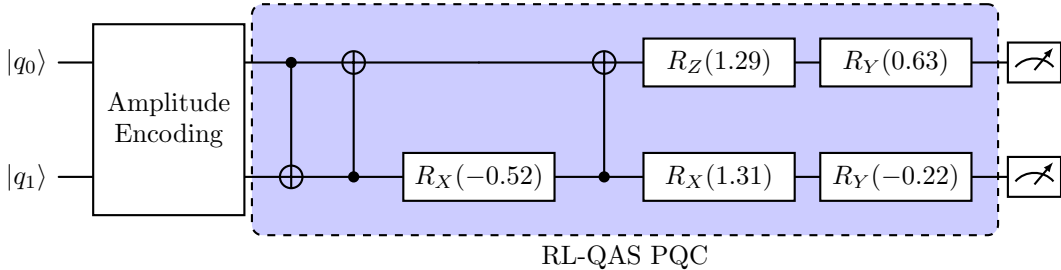 |q₀⟩
Amplitude
Encoding
R_Z(1.29)
R_Y(0.63)
|q₁⟩
R_X(−0.52)
R_X(1.31)
R_Y(−0.22)
RL-QAS PQC